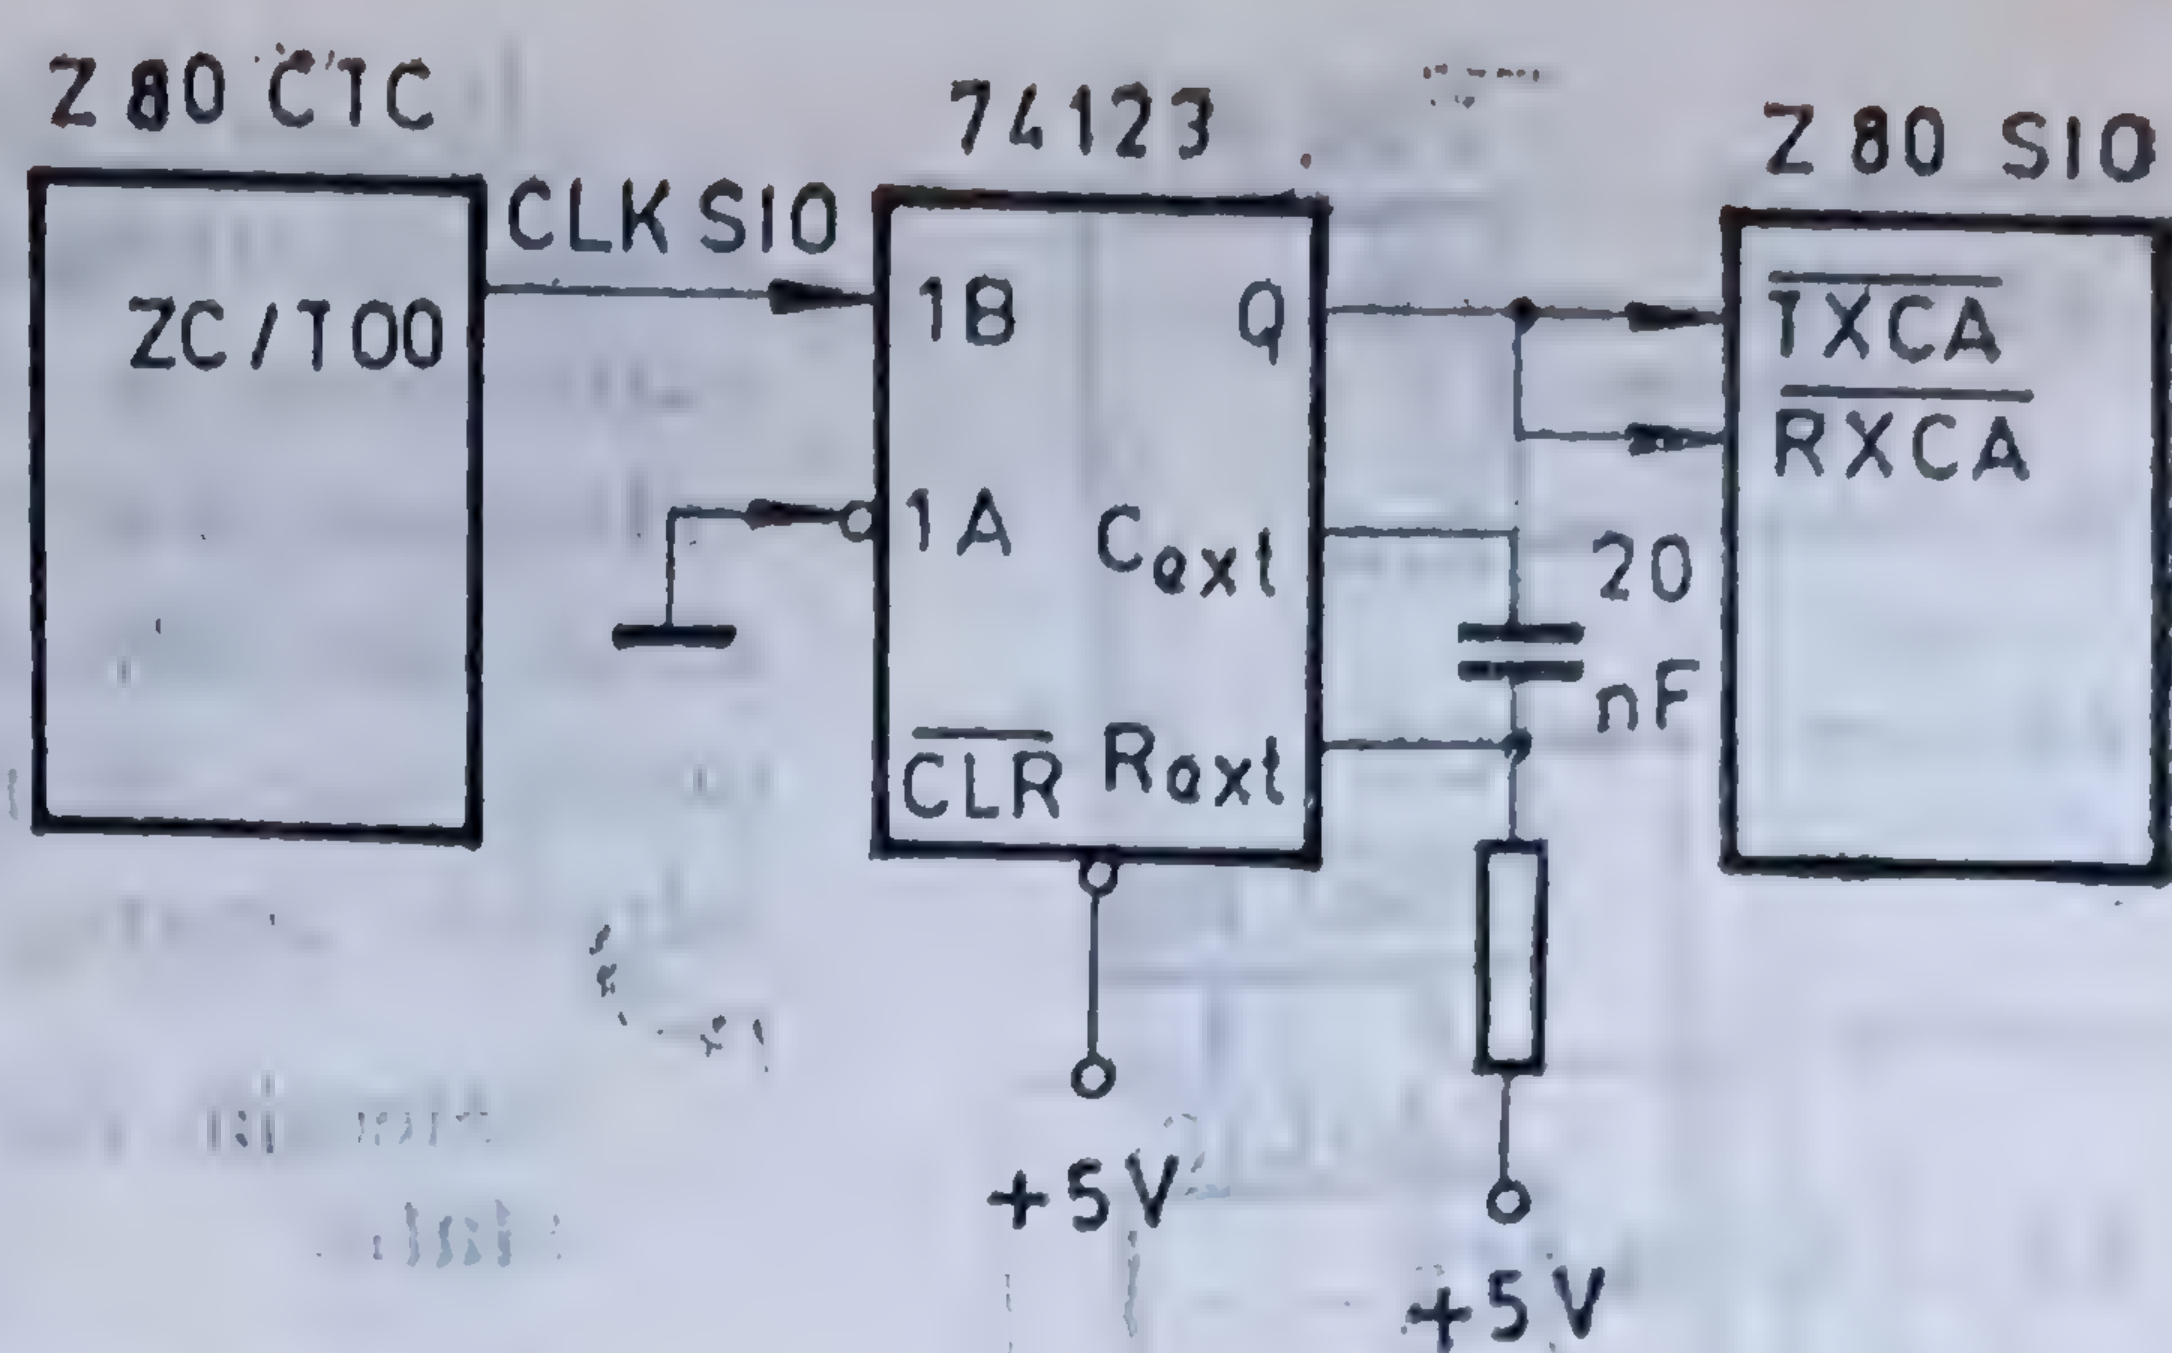 Z 80 CTC
74123
Z 80 SIO
CLK SIO
ZC/TO0
1B
Q
TXCA
RXCA
1A
Cext
20
nF
CLR
Rext
+5V
+5V